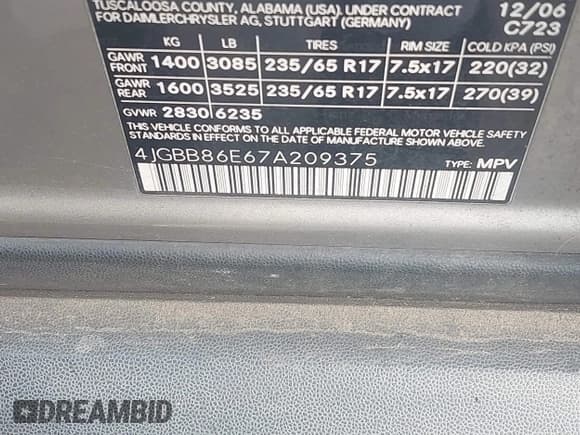 TUSCALOOSA COUNTY, ALABAMA (USA). UNDER CONTRACT 12/06
FOR DAIMLERCHRYSLER AG, STUTTGART (GERMANY) C723
KG LB TIRES RIM SIZE COLD KPA (PSI)
GAWR FRONT 1400 3085 235/65 R17 7.5x17 220(32)
GAWR REAR 1600 3525 235/65 R17 7.5x17 270(39)
GVWR 2830 6235
THIS VEHICLE CONFORMS TO ALL APPLICABLE FEDERAL MOTOR VEHICLE SAFETY
STANDARDS IN EFFECT ON THE DATE OF MANUFACTURE SHOWN ABOVE.
4JGBB86E67A209375 TYPE: MPV
DREAMBID